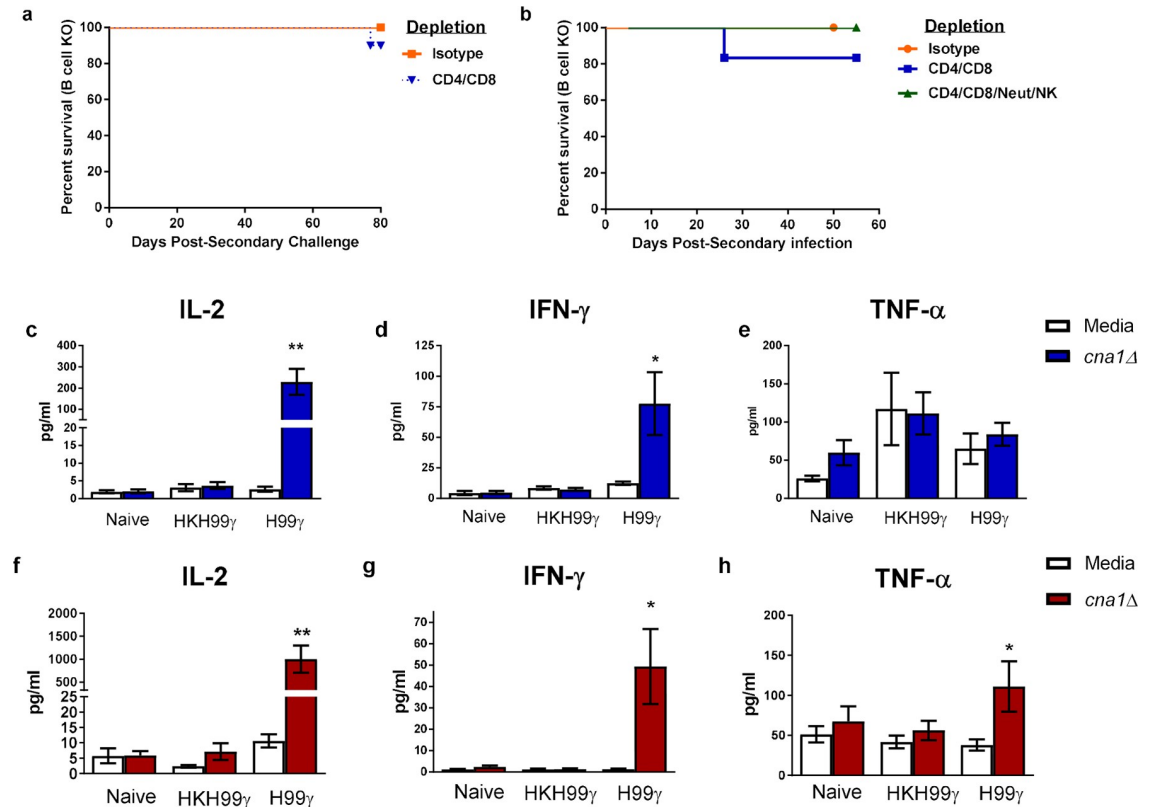 a
Percent survival (B cell KO)
100
80
60
40
20
0
0 20 40 60 80
Days Post-Secondary Challenge
Depletion
Isotype
CD4/CD8
b
Percent survival (B cell KO)
100
80
60
40
20
0
0 10 20 30 40 50 60
Days Post-Secondary infection
Depletion
Isotype
CD4/CD8
CD4/CD8/Neut/NK
c
IL-2
pg/ml
400
300
200
100
20
15
10
5
0
**
Naive HKH99γ H99γ
d
IFN-γ
pg/ml
125
100
75
50
25
0
*
Naive HKH99γ H99γ
e
TNF-α
pg/ml
200
150
100
50
0
Naive HKH99γ H99γ
Media
cna1Δ
f
IL-2
pg/ml
2000
1500
1000
500
25
20
15
10
5
0
**
Naive HKH99γ H99γ
g
IFN-γ
pg/ml
70
60
50
40
30
20
10
0
*
Naive HKH99γ H99γ
h
TNF-α
pg/ml
200
150
100
50
0
*
Naive HKH99γ H99γ
Media
cna1Δ